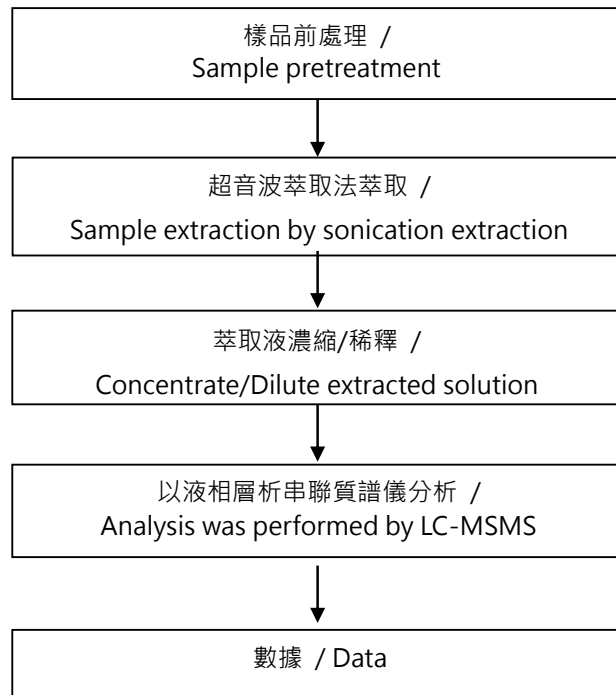 樣品前處理 /
Sample pretreatment
超音波萃取法萃取 /
Sample extraction by sonication extraction
萃取液濃縮/稀釋 /
Concentrate/Dilute extracted solution
以液相層析串聯質譜儀分析 /
Analysis was performed by LC-MSMS
數據 / Data